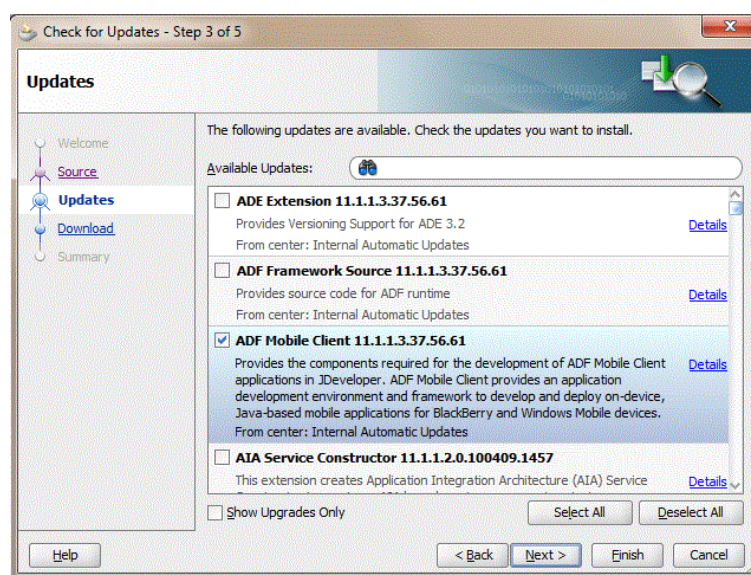 Check for Updates - Step 3 of 5
Updates
Welcome
Source
Updates
Download
Summary
The following updates are available. Check the updates you want to install.
Available Updates:
ADE Extension 11.1.1.3.37.56.61
Provides Versioning Support for ADE 3.2
Details
From center: Internal Automatic Updates
ADF Framework Source 11.1.1.3.37.56.61
Provides source code for ADF runtime
Details
From center: Internal Automatic Updates
ADF Mobile Client 11.1.1.3.37.56.61
Provides the components required for the development of ADF Mobile Client
Details
applications in JDeveloper. ADF Mobile Client provides an application
development environment and framework to develop and deploy on-device,
Java-based mobile applications for BlackBerry and Windows Mobile devices.
From center: Internal Automatic Updates
AIA Service Constructor 11.1.1.2.0.100409.1457
This extension creates Application Integration Architecture (AIA) Service
Details
Show Upgrades Only
Select All
Deselect All
Help
< Back
Next >
Finish
Cancel